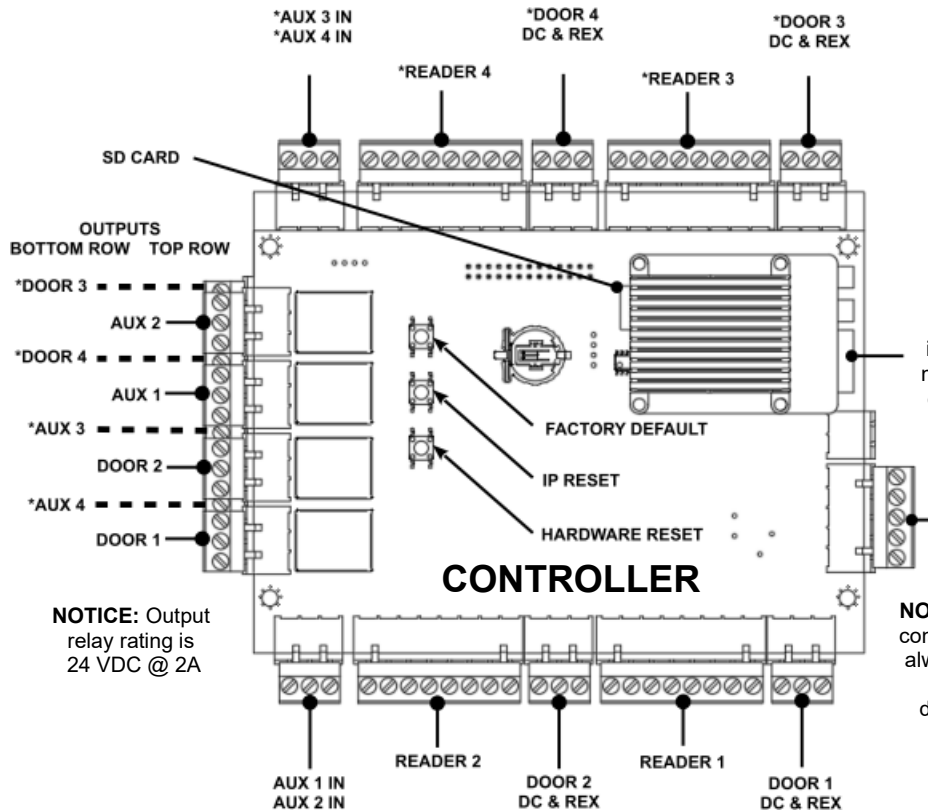 *AUX 3 IN
*AUX 4 IN
*READER 4
*DOOR 4
DC & REX
*READER 3
*DOOR 3
DC & REX
SD CARD
OUTPUTS
BOTTOM ROW TOP ROW
*DOOR 3
AUX 2
*DOOR 4
AUX 1
*AUX 3
DOOR 2
*AUX 4
DOOR 1
FACTORY DEFAULT
IP RESET
HARDWARE RESET
CONTROLLER
NOTICE: Output
relay rating is
24 VDC @ 2A
AUX 1 IN
AUX 2 IN
READER 2
DOOR 2
DC & REX
READER 1
DOOR 1
DC & REX